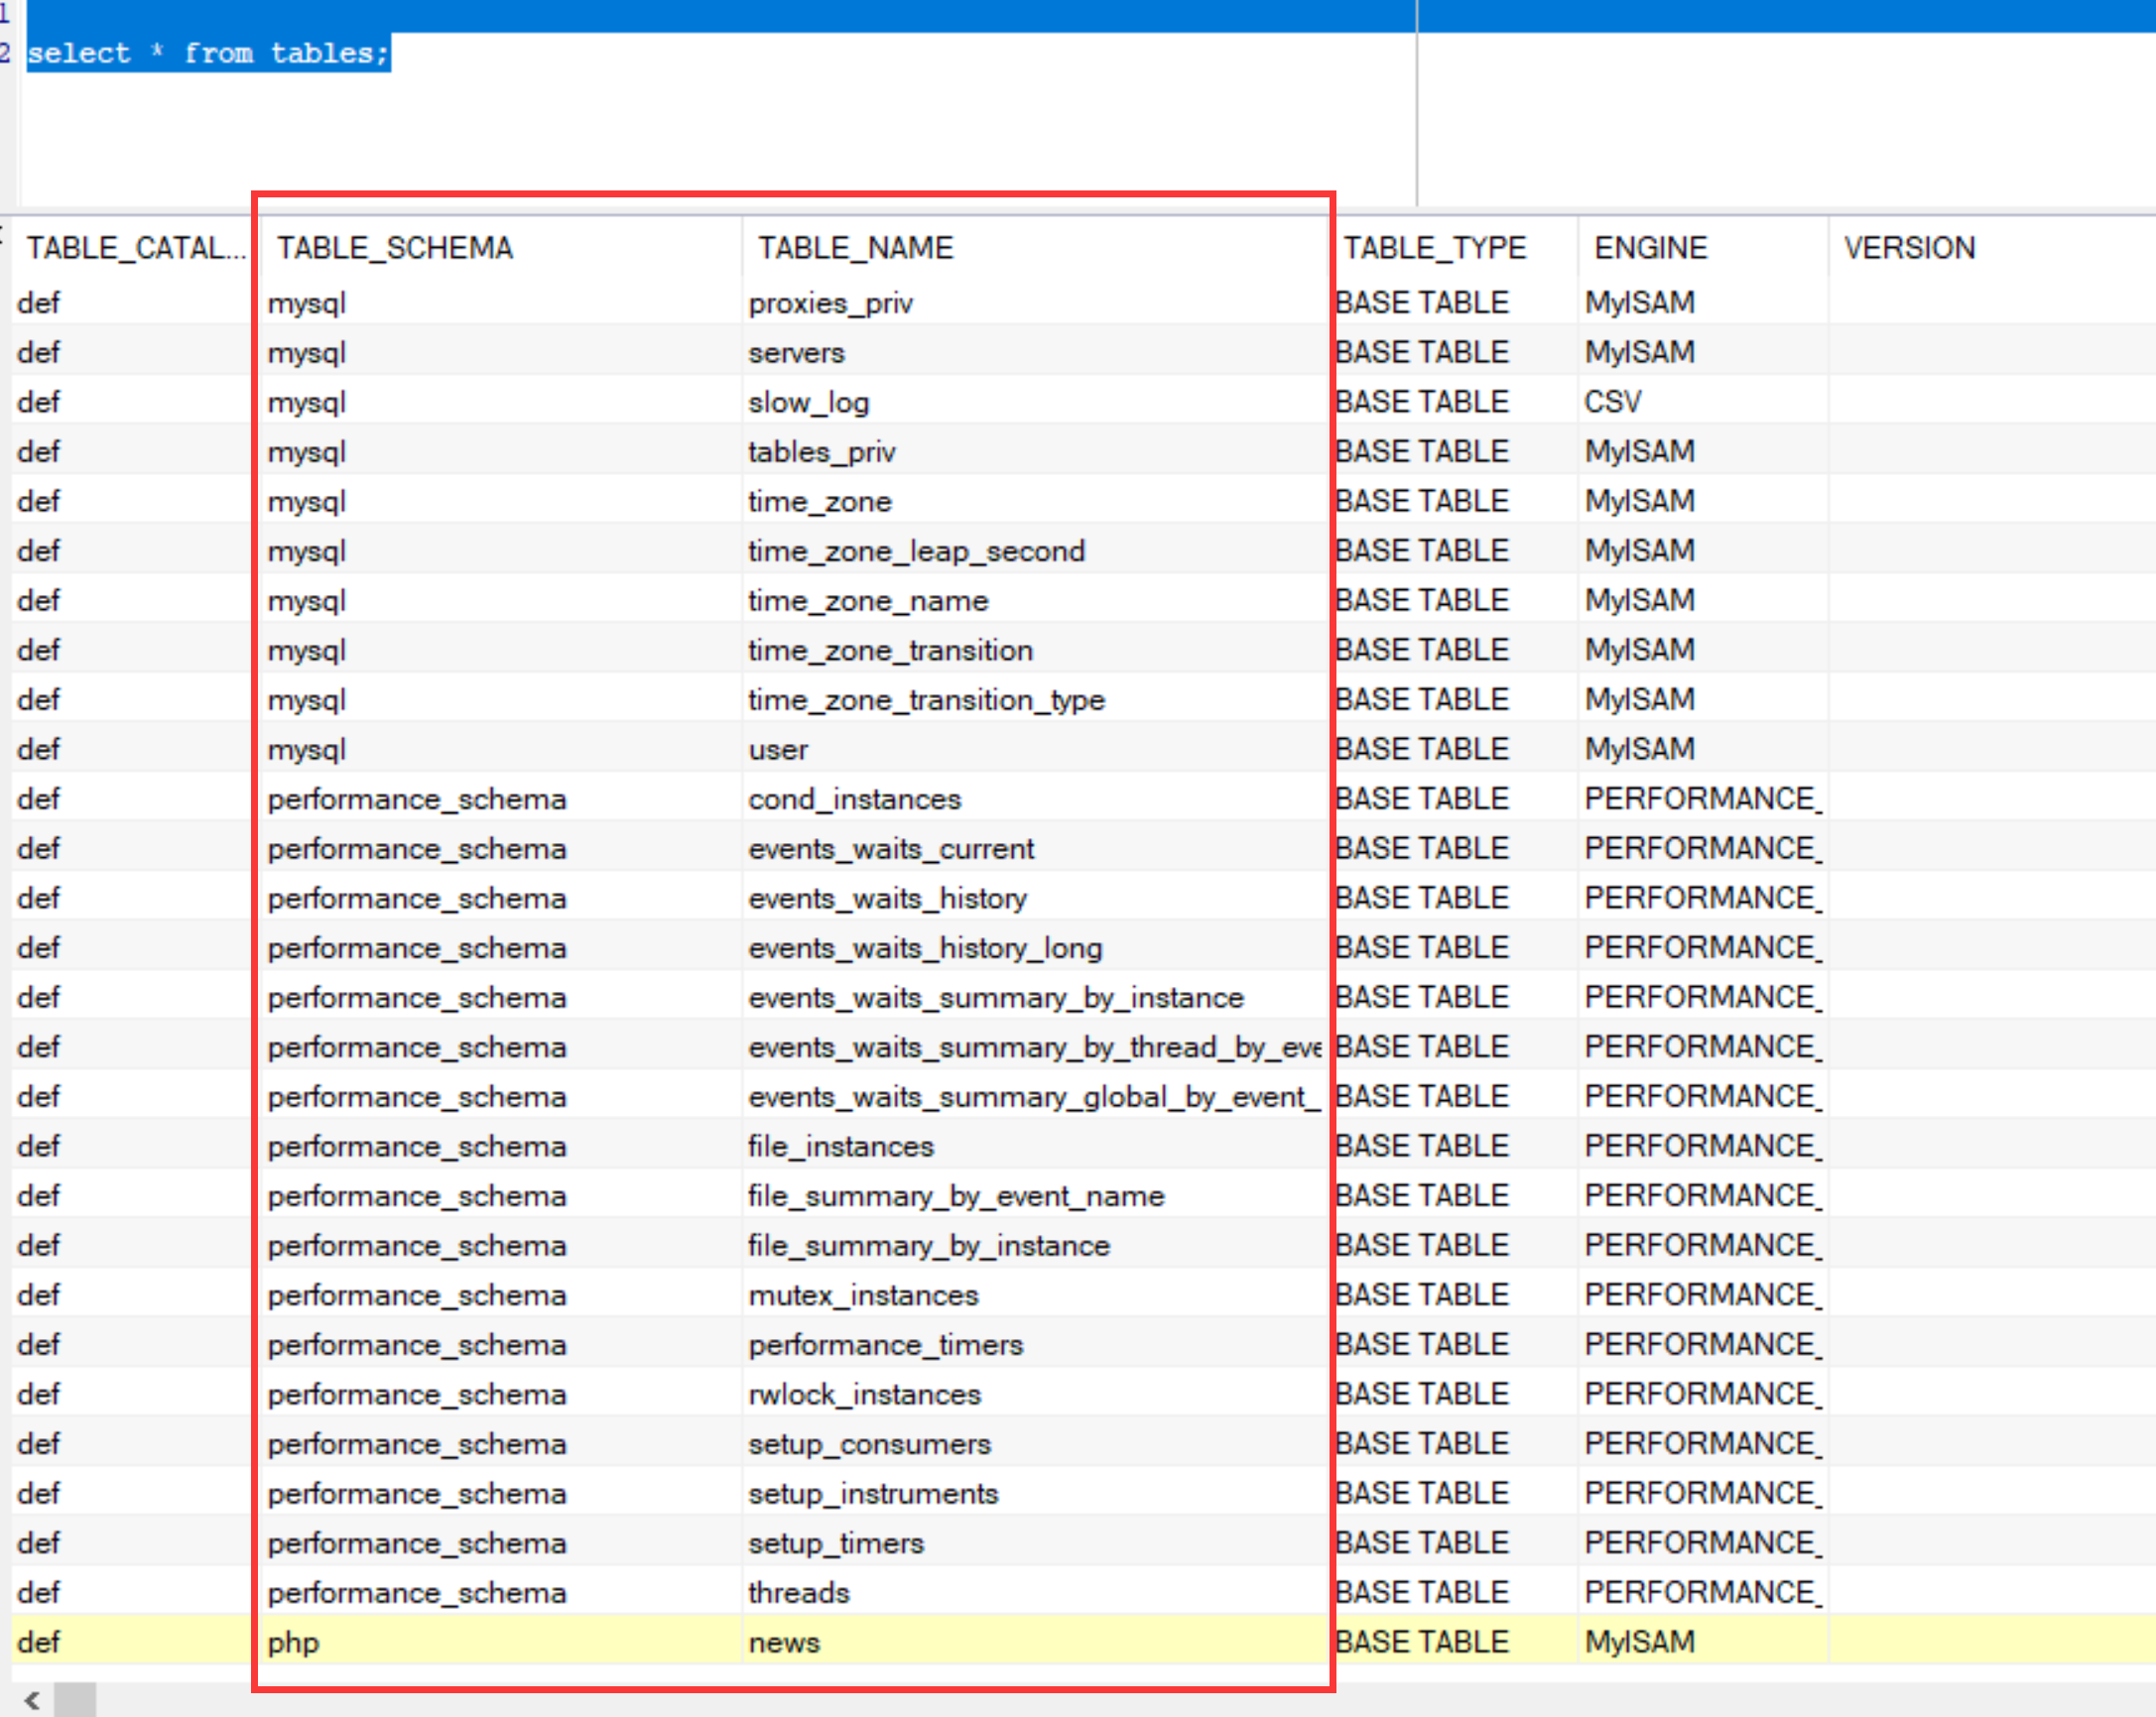 1
2 select * from tables;
TABLE_CATAL... TABLE_SCHEMA TABLE_NAME TABLE_TYPE ENGINE VERSION
def mysql proxies_priv BASE TABLE MyISAM
def mysql servers BASE TABLE MyISAM
def mysql slow_log BASE TABLE CSV
def mysql tables_priv BASE TABLE MyISAM
def mysql time_zone BASE TABLE MyISAM
def mysql time_zone_leap_second BASE TABLE MyISAM
def mysql time_zone_name BASE TABLE MyISAM
def mysql time_zone_transition BASE TABLE MyISAM
def mysql time_zone_transition_type BASE TABLE MyISAM
def mysql user BASE TABLE MyISAM
def performance_schema cond_instances BASE TABLE PERFORMANCE_
def performance_schema events_waits_current BASE TABLE PERFORMANCE_
def performance_schema events_waits_history BASE TABLE PERFORMANCE_
def performance_schema events_waits_history_long BASE TABLE PERFORMANCE_
def performance_schema events_waits_summary_by_instance BASE TABLE PERFORMANCE_
def performance_schema events_waits_summary_by_thread_by_eve BASE TABLE PERFORMANCE_
def performance_schema events_waits_summary_global_by_event_ BASE TABLE PERFORMANCE_
def performance_schema file_instances BASE TABLE PERFORMANCE_
def performance_schema file_summary_by_event_name BASE TABLE PERFORMANCE_
def performance_schema file_summary_by_instance BASE TABLE PERFORMANCE_
def performance_schema mutex_instances BASE TABLE PERFORMANCE_
def performance_schema performance_timers BASE TABLE PERFORMANCE_
def performance_schema rwlock_instances BASE TABLE PERFORMANCE_
def performance_schema setup_consumers BASE TABLE PERFORMANCE_
def performance_schema setup_instruments BASE TABLE PERFORMANCE_
def performance_schema setup_timers BASE TABLE PERFORMANCE_
def performance_schema threads BASE TABLE PERFORMANCE_
def php news BASE TABLE MyISAM